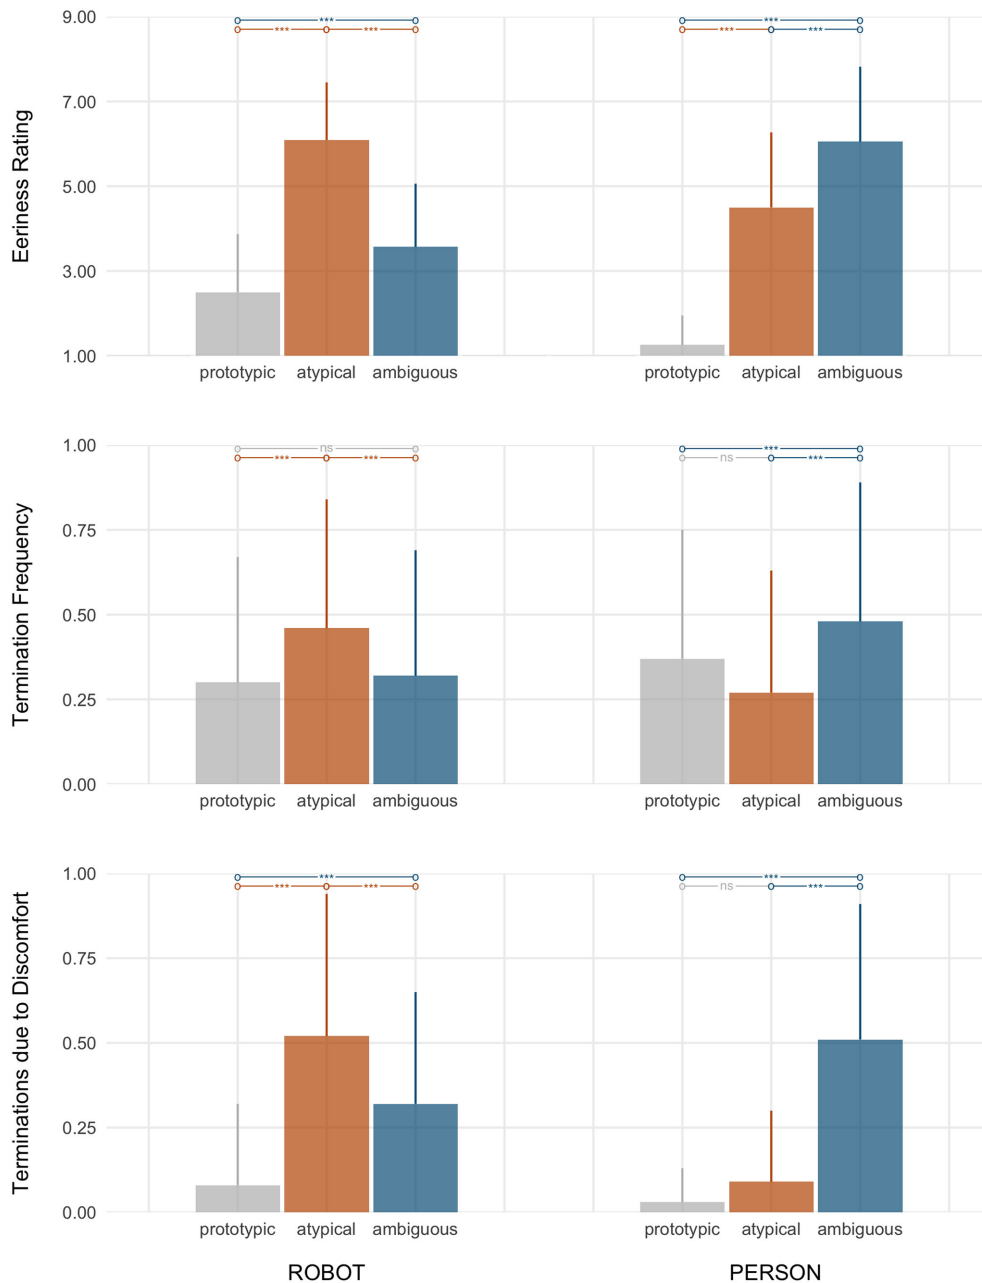 9.00
7.00
5.00
3.00
1.00
Eeriness Rating
***
*** ***
prototypic atypical ambiguous
***
*** ***
prototypic atypical ambiguous
1.00
0.75
0.50
0.25
0.00
Termination Frequency
ns
*** ***
prototypic atypical ambiguous
***
ns ***
prototypic atypical ambiguous
1.00
0.75
0.50
0.25
0.00
Terminations due to Discomfort
***
*** ***
prototypic atypical ambiguous
***
ns ***
prototypic atypical ambiguous
ROBOT
PERSON